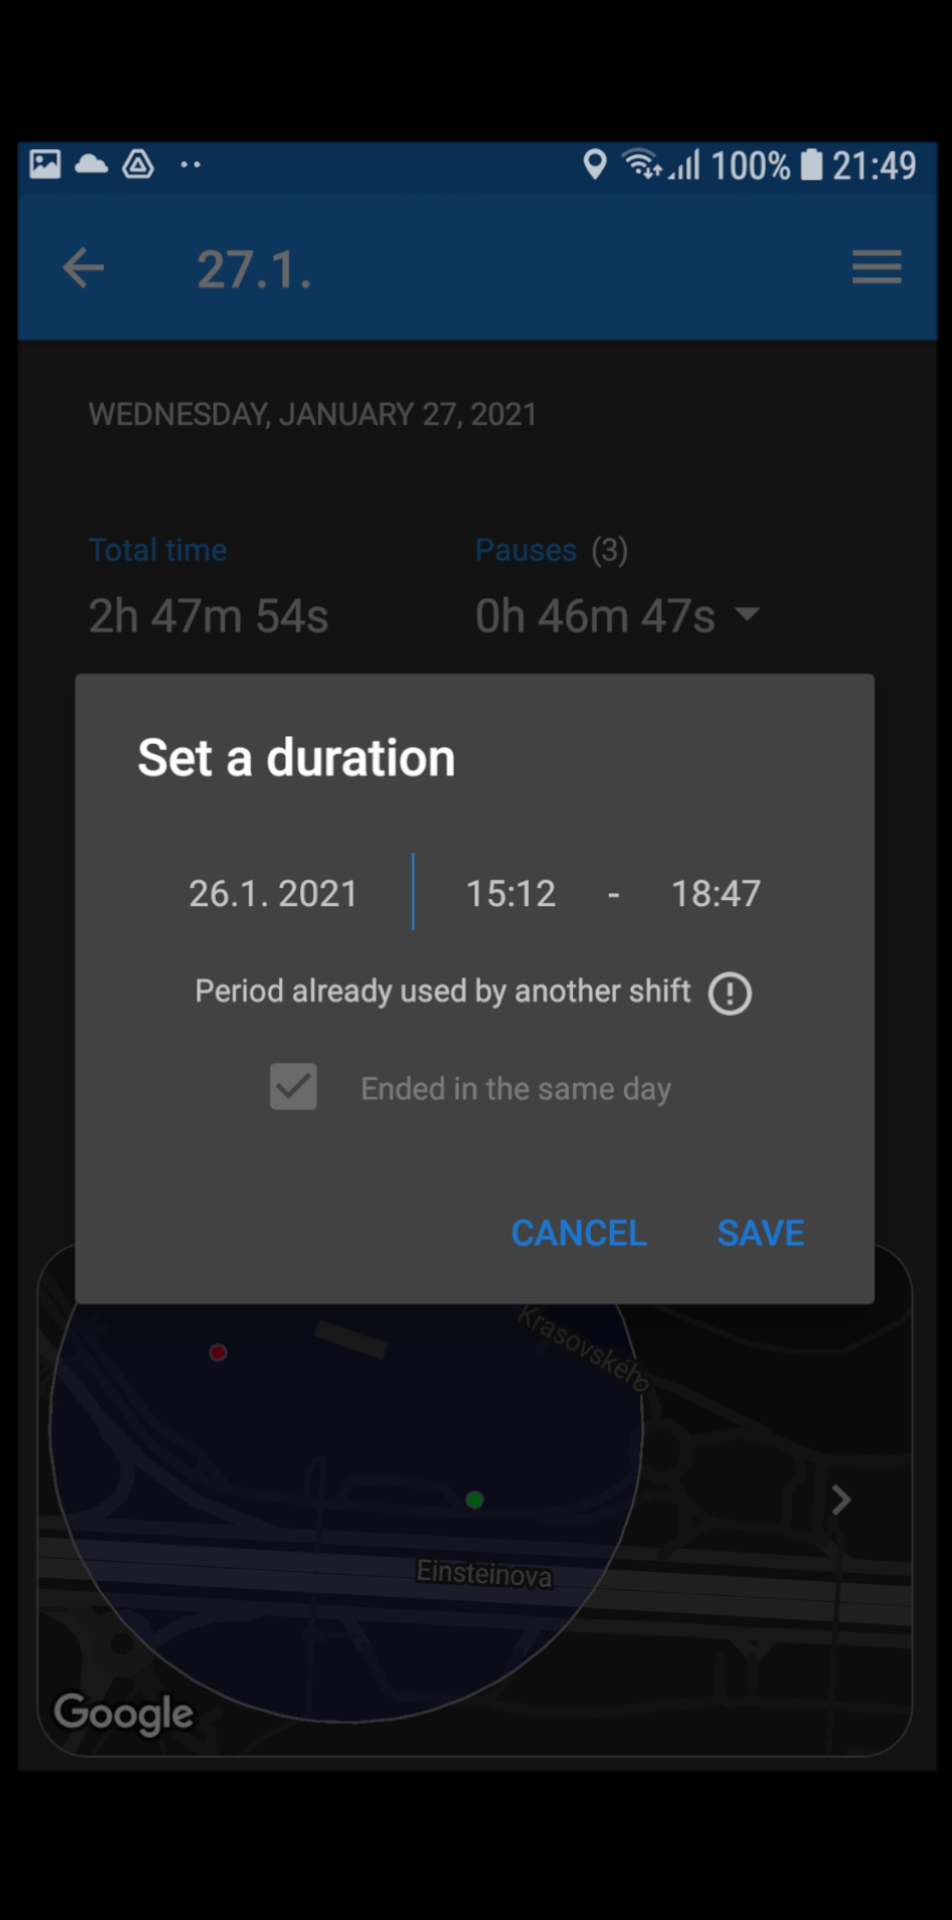 100% 21:49
27.1.
WEDNESDAY, JANUARY 27, 2021
Total time Pauses (3)
2h 47m 54s 0h 46m 47s
Set a duration
26.1. 2021 15:12 - 18:47
Period already used by another shift
Ended in the same day
CANCEL SAVE
Krasovského
Einsteinova
Google